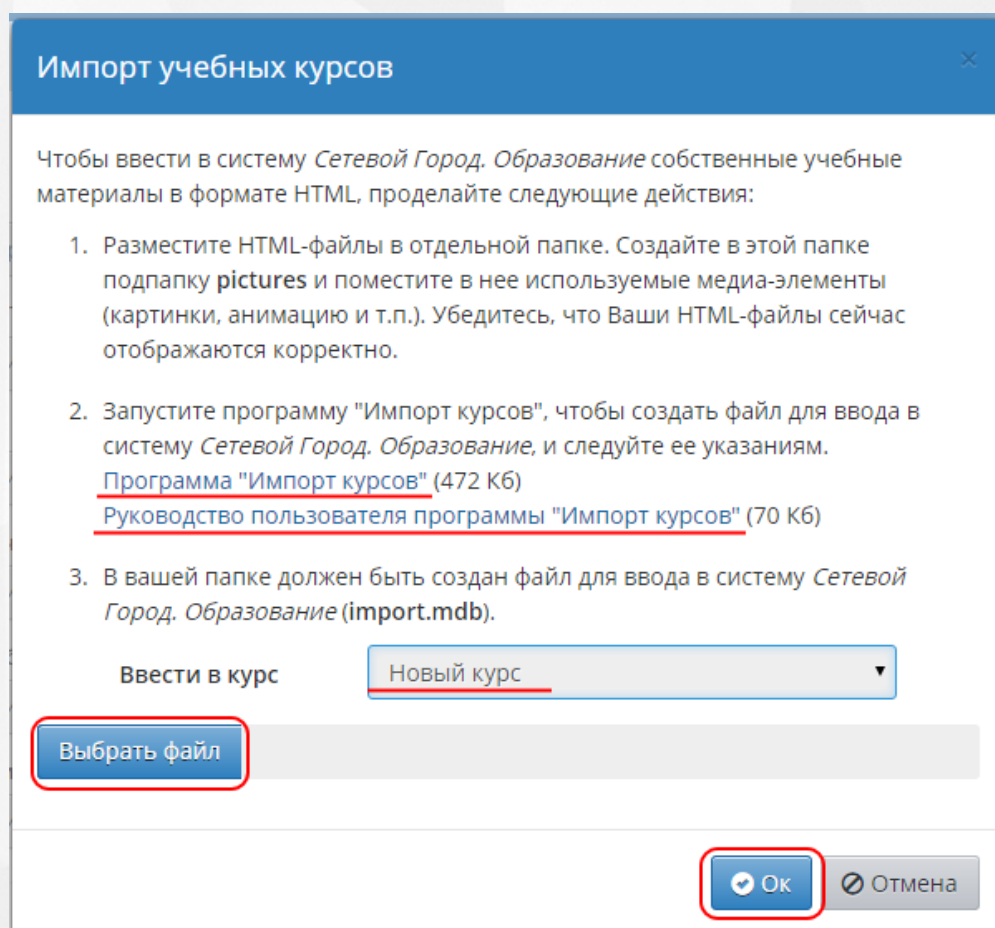 Импорт учебных курсов
×
Чтобы ввести в систему Сетевой Город. Образование собственные учебные
материалы в формате HTML, проделайте следующие действия:
1. Разместите HTML-файлы в отдельной папке. Создайте в этой папке
подпапку pictures и поместите в нее используемые медиа-элементы
(картинки, анимацию и т.п.). Убедитесь, что Ваши HTML-файлы сейчас
отображаются корректно.
2. Запустите программу "Импорт курсов", чтобы создать файл для ввода в
систему Сетевой Город. Образование, и следуйте ее указаниям.
Программа "Импорт курсов" (472 Кб)
Руководство пользователя программы "Импорт курсов" (70 Кб)
3. В вашей папке должен быть создан файл для ввода в систему Сетевой
Город. Образование (import.mdb).
Ввести в курс Новый курс
Выбрать файл
Ок Отмена